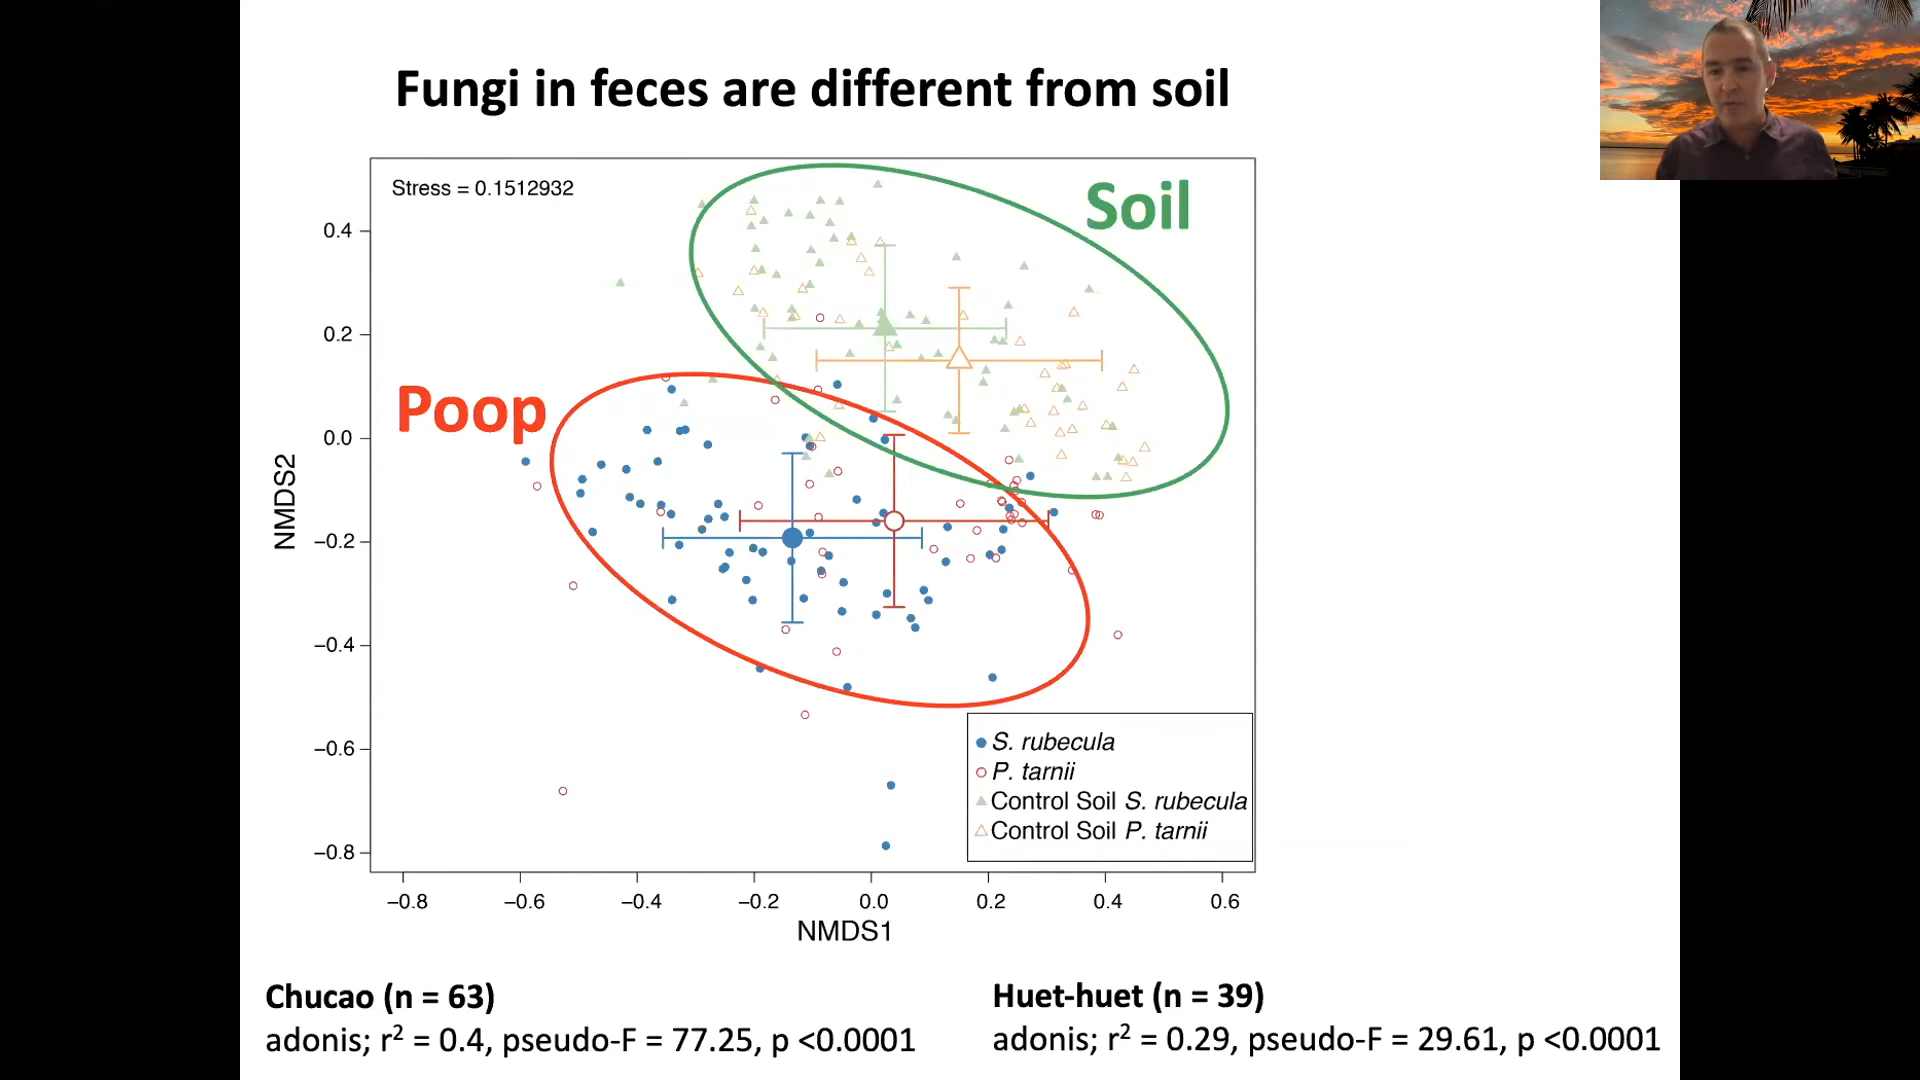 Fungi in feces are different from soil
Stress = 0.1512932
Soil
Poop
NMDS2
0.4
0.2
0.0
−0.2
−0.4
−0.6
−0.8
S. rubecula
P. tarnii
Control Soil S. rubecula
Control Soil P. tarnii
−0.8 −0.6 −0.4 −0.2 0.0 0.2 0.4 0.6
NMDS1
Chucao (n = 63)
adonis; r² = 0.4, pseudo-F = 77.25, p <0.0001
Huet-huet (n = 39)
adonis; r² = 0.29, pseudo-F = 29.61, p <0.0001